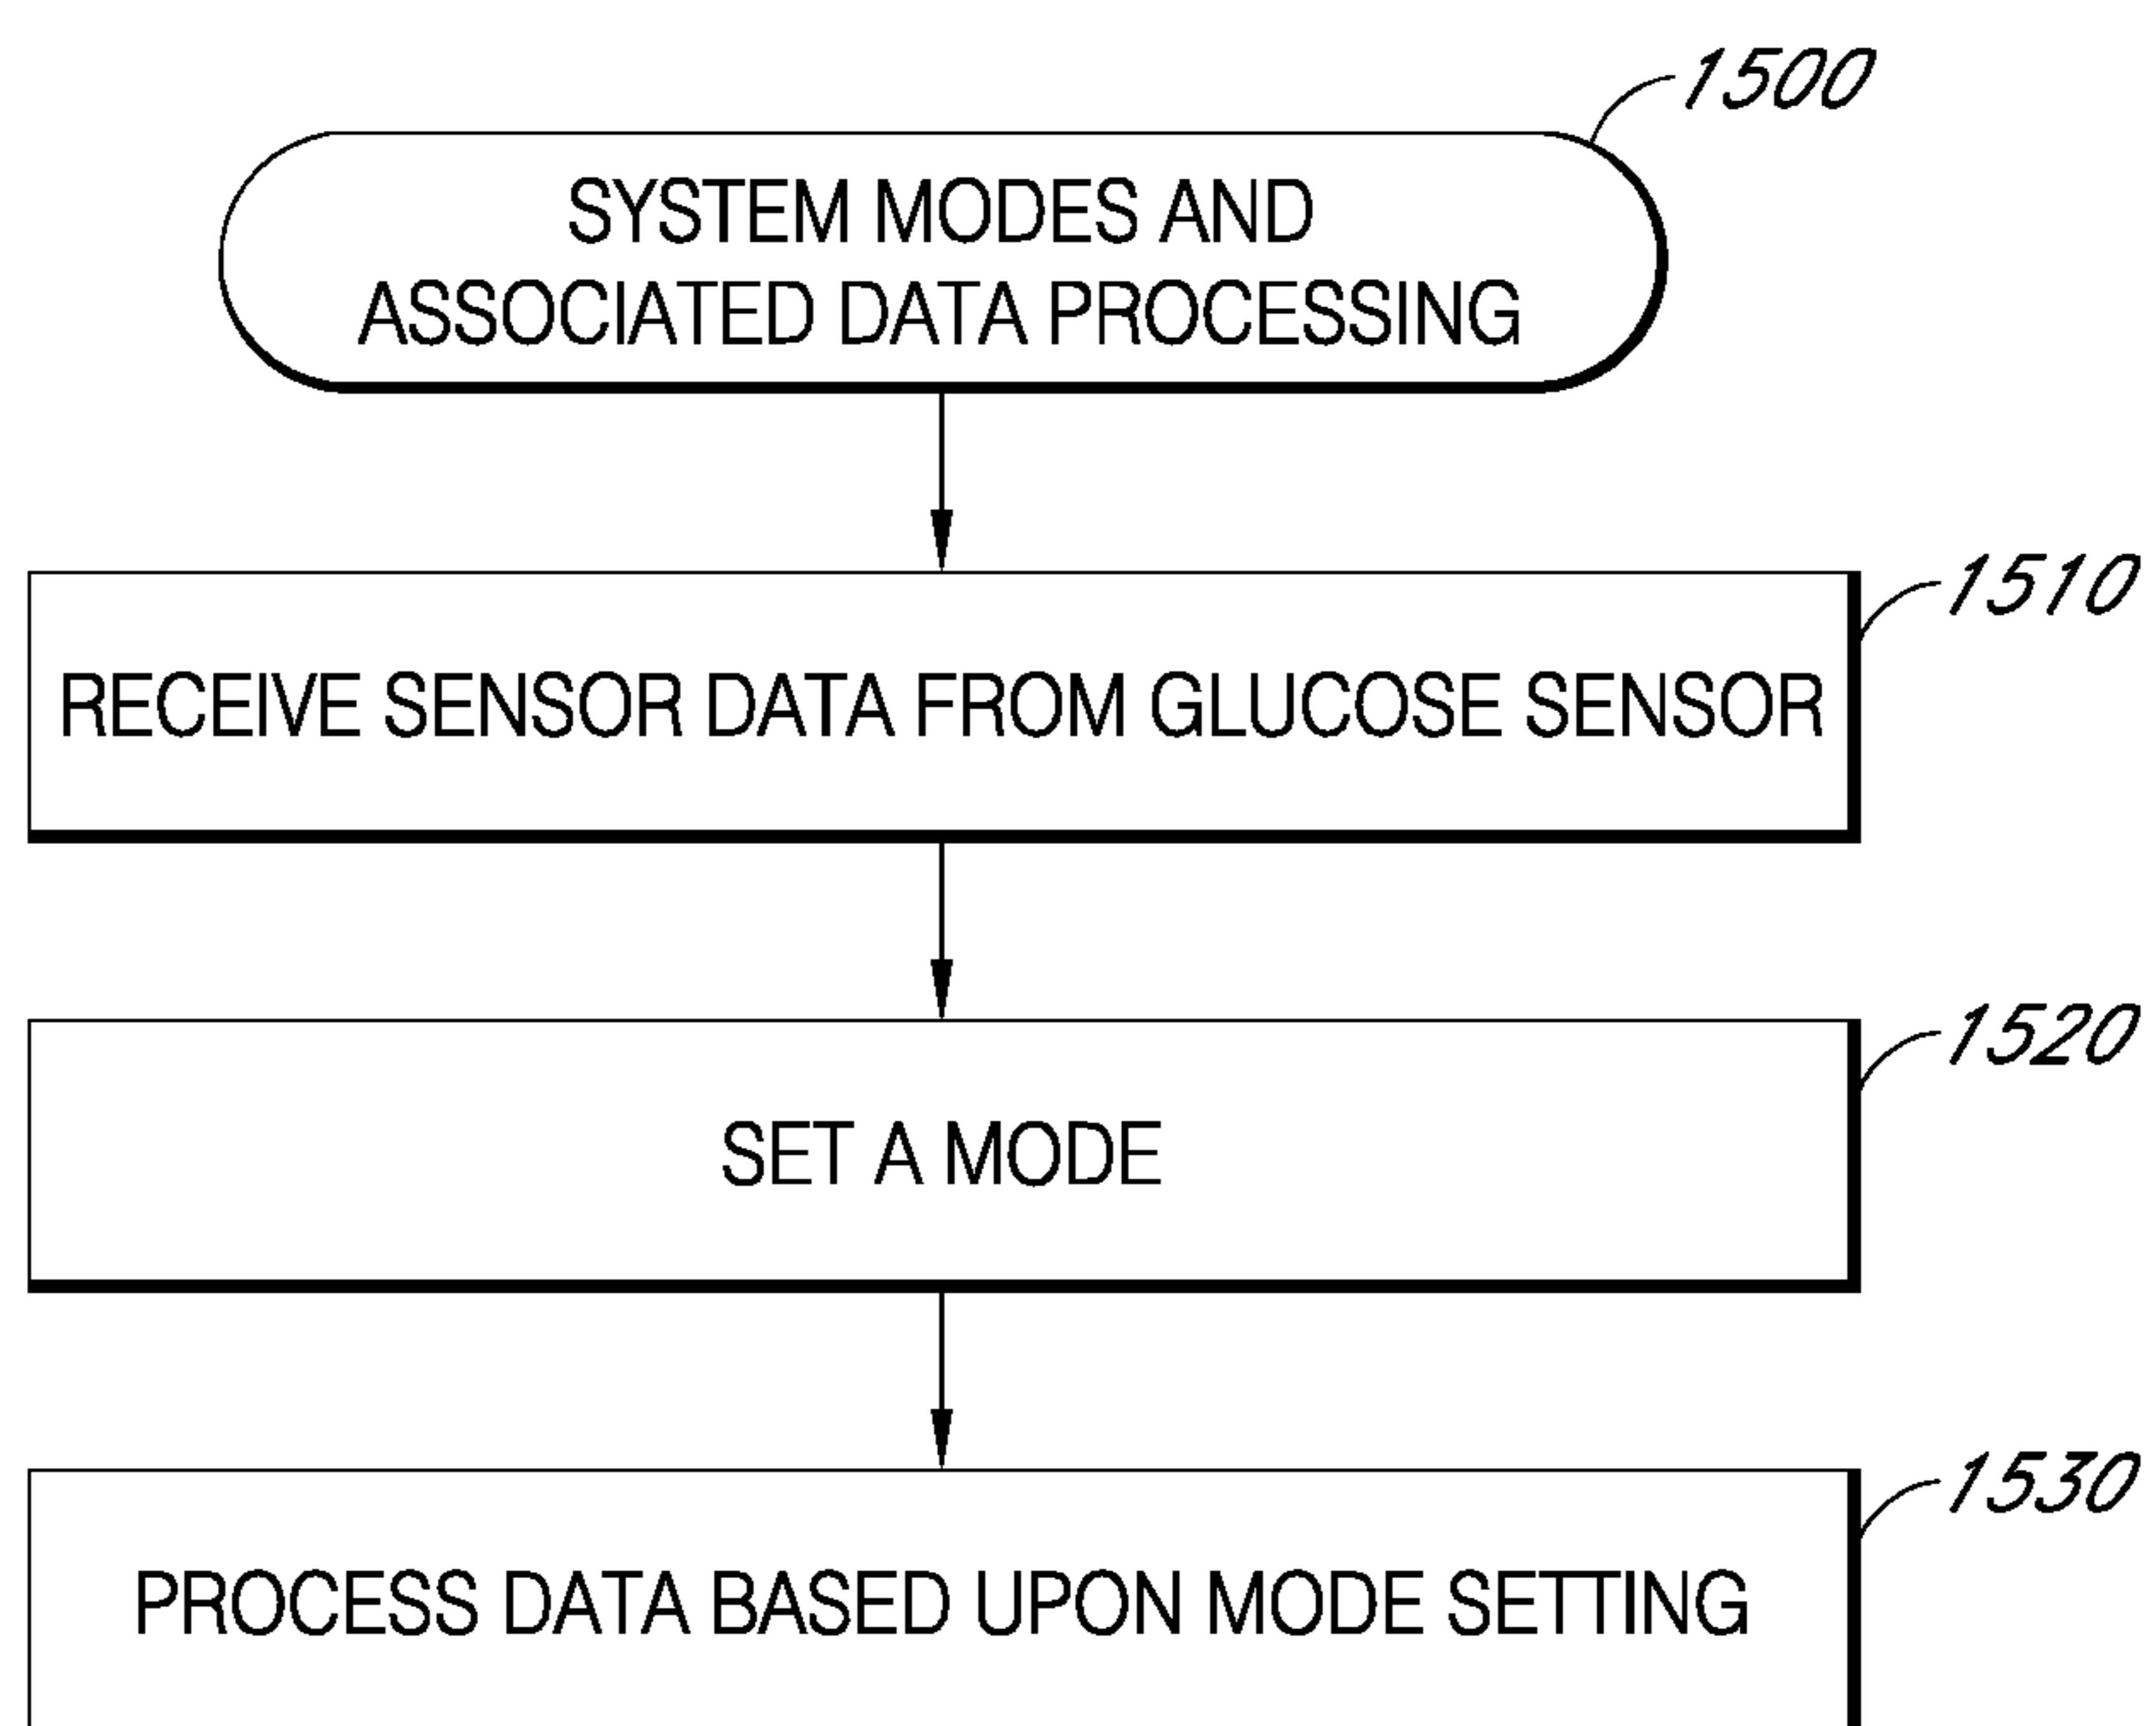 1500
SYSTEM MODES AND
ASSOCIATED DATA PROCESSING
1510
RECEIVE SENSOR DATA FROM GLUCOSE SENSOR
1520
SET A MODE
1530
PROCESS DATA BASED UPON MODE SETTING